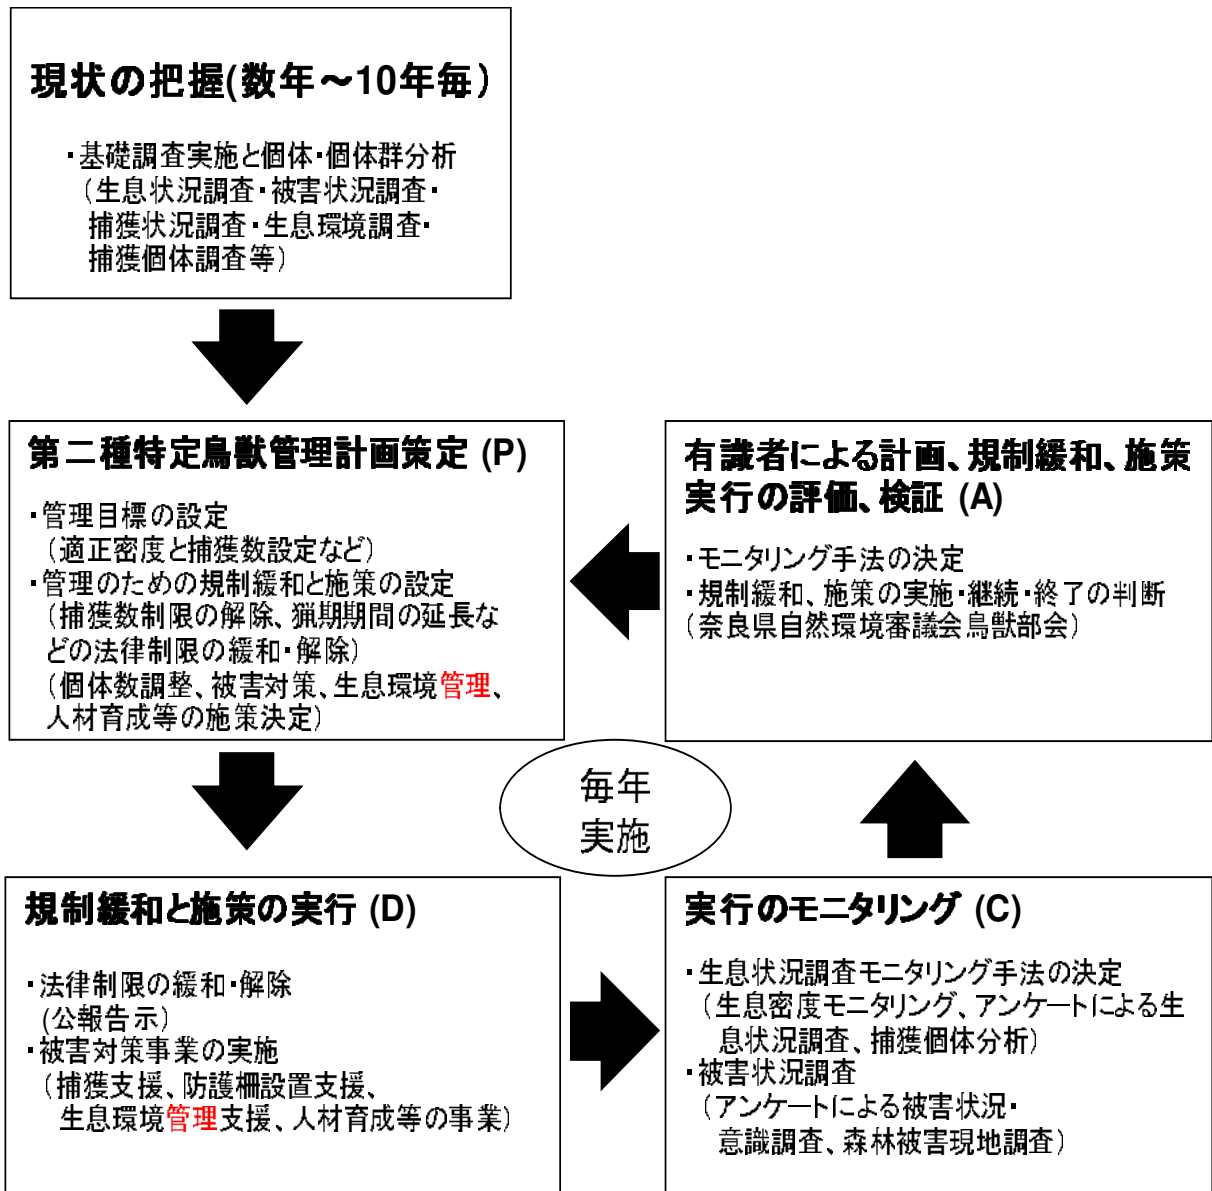 現状の把握(数年～10年毎)
・基礎調査実施と個体・個体群分析
(生息状況調査・被害状況調査・
捕獲状況調査・生息環境調査・
捕獲個体調査等)
第二種特定鳥獣管理計画策定 (P)
・管理目標の設定
(適正密度と捕獲数設定など)
・管理のための規制緩和と施策の設定
(捕獲数制限の解除、猟期期間の延長な
どの法律制限の緩和・解除)
(個体数調整、被害対策、生息環境管理、
人材育成等の施策決定)
有識者による計画、規制緩和、施策
実行の評価、検証 (A)
・モニタリング手法の決定
・規制緩和、施策の実施・継続・終了の判断
(奈良県自然環境審議会鳥獣部会)
毎年
実施
規制緩和と施策の実行 (D)
・法律制限の緩和・解除
(公報告示)
・被害対策事業の実施
(捕獲支援、防護柵設置支援、
生息環境管理支援、人材育成等の事業)
実行のモニタリング (C)
・生息状況調査モニタリング手法の決定
(生息密度モニタリング、アンケートによる生
息状況調査、捕獲個体分析)
・被害状況調査
(アンケートによる被害状況・
意識調査、森林被害現地調査)